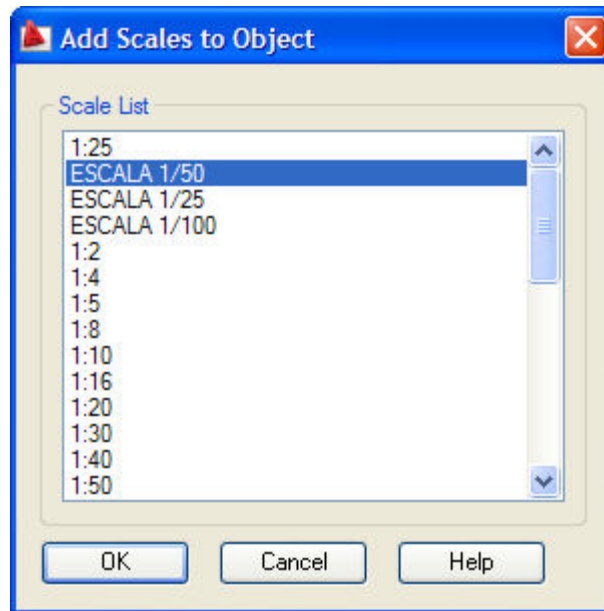 Add Scales to Object
Scale List
1:25
ESCALA 1/50
ESCALA 1/25
ESCALA 1/100
1:2
1:4
1:5
1:8
1:10
1:16
1:20
1:30
1:40
1:50
OK Cancel Help